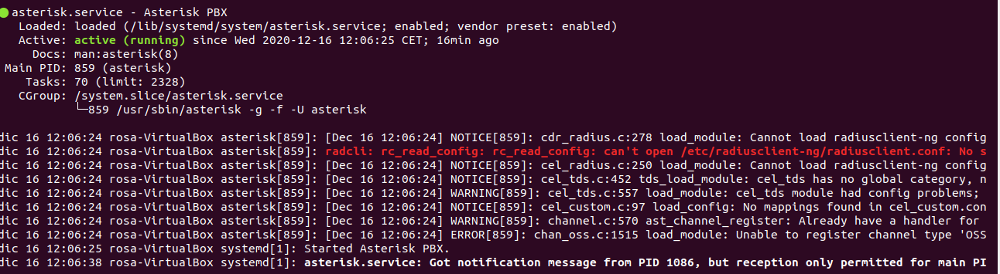 ● asterisk.service - Asterisk PBX
Loaded: loaded (/lib/systemd/system/asterisk.service; enabled; vendor preset: enabled)
Active: active (running) since Wed 2020-12-16 12:06:25 CET; 16min ago
Docs: man:asterisk(8)
Main PID: 859 (asterisk)
Tasks: 70 (limit: 2328)
CGroup: /system.slice/asterisk.service
└─859 /usr/sbin/asterisk -g -f -U asterisk
dic 16 12:06:24 rosa-VirtualBox asterisk[859]: [Dec 16 12:06:24] NOTICE[859]: cdr_radius.c:278 load_module: Cannot load radiusclient-ng config
dic 16 12:06:24 rosa-VirtualBox asterisk[859]: radcli: rc_read_config: rc_read_config: can't open /etc/radiusclient-ng/radiusclient.conf: No s
dic 16 12:06:24 rosa-VirtualBox asterisk[859]: [Dec 16 12:06:24] NOTICE[859]: cel_radius.c:250 load_module: Cannot load radiusclient-ng config
dic 16 12:06:24 rosa-VirtualBox asterisk[859]: [Dec 16 12:06:24] NOTICE[859]: cel_tds.c:452 tds_load_module: cel_tds has no global category, n
dic 16 12:06:24 rosa-VirtualBox asterisk[859]: [Dec 16 12:06:24] WARNING[859]: cel_tds.c:557 load_module: cel_tds module had config problems;
dic 16 12:06:24 rosa-VirtualBox asterisk[859]: [Dec 16 12:06:24] NOTICE[859]: cel_custom.c:97 load_config: No mappings found in cel_custom.con
dic 16 12:06:24 rosa-VirtualBox asterisk[859]: [Dec 16 12:06:24] WARNING[859]: channel.c:570 ast_channel_register: Already have a handler for
dic 16 12:06:24 rosa-VirtualBox asterisk[859]: [Dec 16 12:06:24] ERROR[859]: chan_oss.c:1515 load_module: Unable to register channel type 'OSS
dic 16 12:06:25 rosa-VirtualBox systemd[1]: Started Asterisk PBX.
dic 16 12:06:38 rosa-VirtualBox systemd[1]: asterisk.service: Got notification message from PID 1086, but reception only permitted for main PI